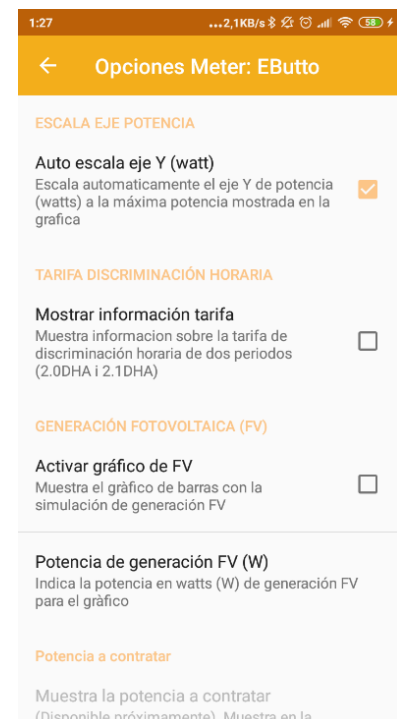 1:27
...2,1KB/s
58
Opciones Meter: EButto
ESCALA EJE POTENCIA
Auto escala eje Y (watt)
Escala automaticamente el eje Y de potencia
(watts) a la máxima potencia mostrada en la
grafica
TARIFA DISCRIMINACIÓN HORARIA
Mostrar información tarifa
Muestra informacion sobre la tarifa de
discriminación horaria de dos periodos
(2.0DHA i 2.1DHA)
GENERACIÓN FOTOVOLTAICA (FV)
Activar gráfico de FV
Muestra el gràfico de barras con la
simulación de generación FV
Potencia de generación FV (W)
Indica la potencia en watts (W) de generación FV
para el gràfico
Potencia a contratar
Muestra la potencia a contratar
(Disponible próximamente). Muestra en la